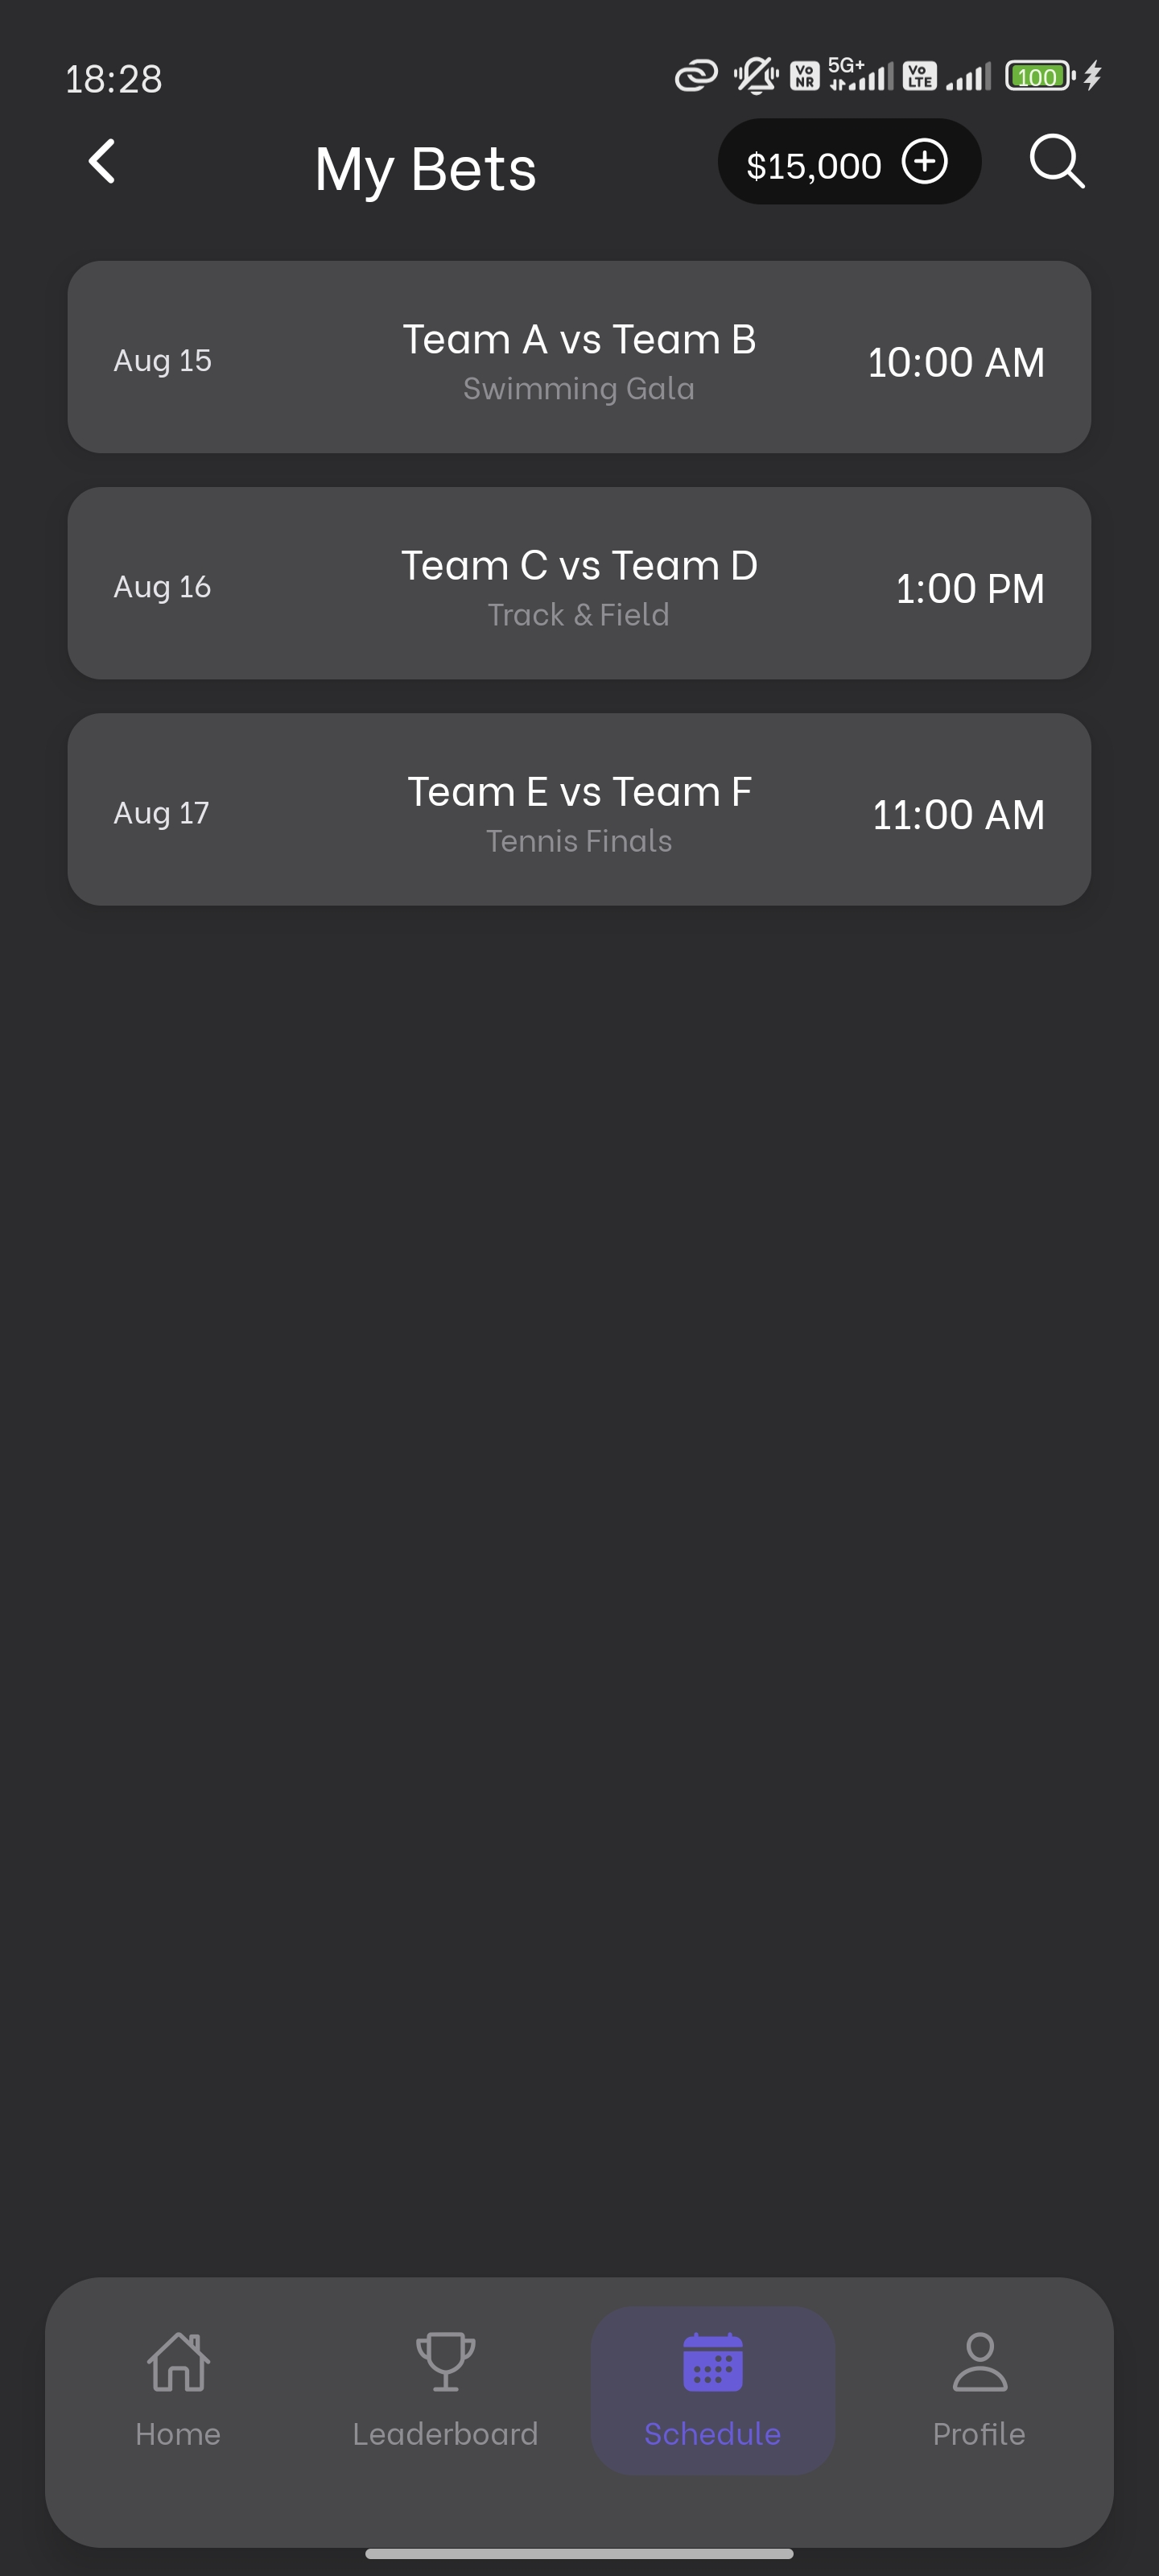 18:28
Vo NR
5G+
Vo LTE
100
My Bets
$15,000
Aug 15
Team A vs Team B
Swimming Gala
10:00 AM
Aug 16
Team C vs Team D
Track & Field
1:00 PM
Aug 17
Team E vs Team F
Tennis Finals
11:00 AM
Home
Leaderboard
Schedule
Profile